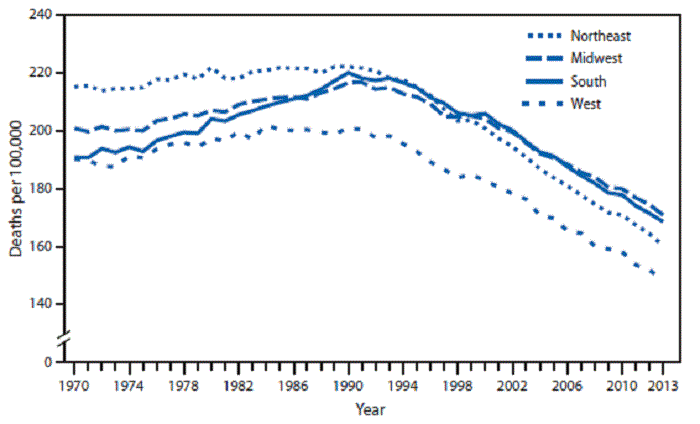 240
220
200
180
160
140
0
Deaths per 100,000
Northeast
Midwest
South
West
1970 1974 1978 1982 1986 1990 1994 1998 2002 2006 2010 2013
Year